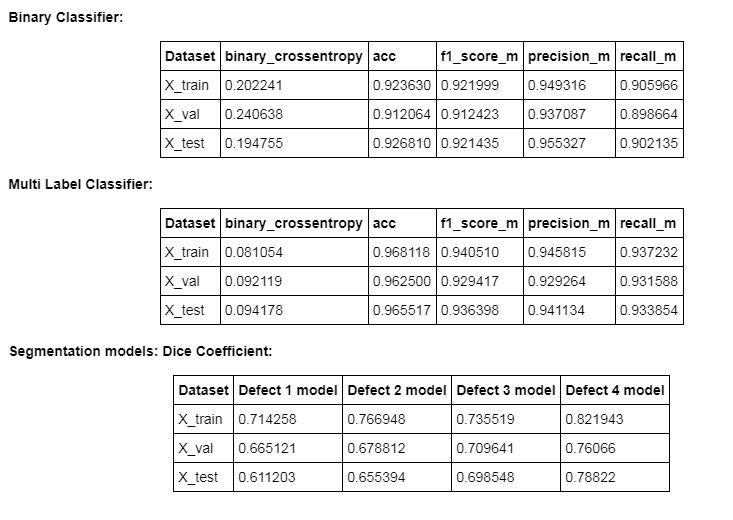 Binary Classifier:
Dataset binary_crossentropy acc f1_score_m precision_m recall_m
X_train 0.202241 0.923630 0.921999 0.949316 0.905966
X_val 0.240638 0.912064 0.912423 0.937087 0.898664
X_test 0.194755 0.926810 0.921435 0.955327 0.902135
Multi Label Classifier:
Dataset binary_crossentropy acc f1_score_m precision_m recall_m
X_train 0.081054 0.968118 0.940510 0.945815 0.937232
X_val 0.092119 0.962500 0.929417 0.929264 0.931588
X_test 0.094178 0.965517 0.936398 0.941134 0.933854
Segmentation models: Dice Coefficient:
Dataset Defect 1 model Defect 2 model Defect 3 model Defect 4 model
X_train 0.714258 0.766948 0.735519 0.821943
X_val 0.665121 0.678812 0.709641 0.76066
X_test 0.611203 0.655394 0.698548 0.78822